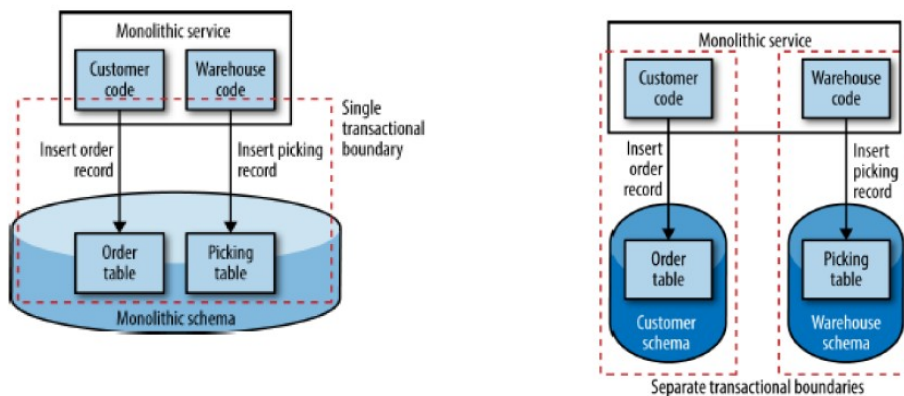 Monolithic service
Customer
code
Warehouse
code
Single
transactional
boundary
Insert order
record
Insert picking
record
Order
table
Picking
table
Monolithic schema
Monolithic service
Customer
code
Warehouse
code
Insert
order
record
Insert
picking
record
Order
table
Picking
table
Customer
schema
Warehouse
schema
Separate transactional boundaries